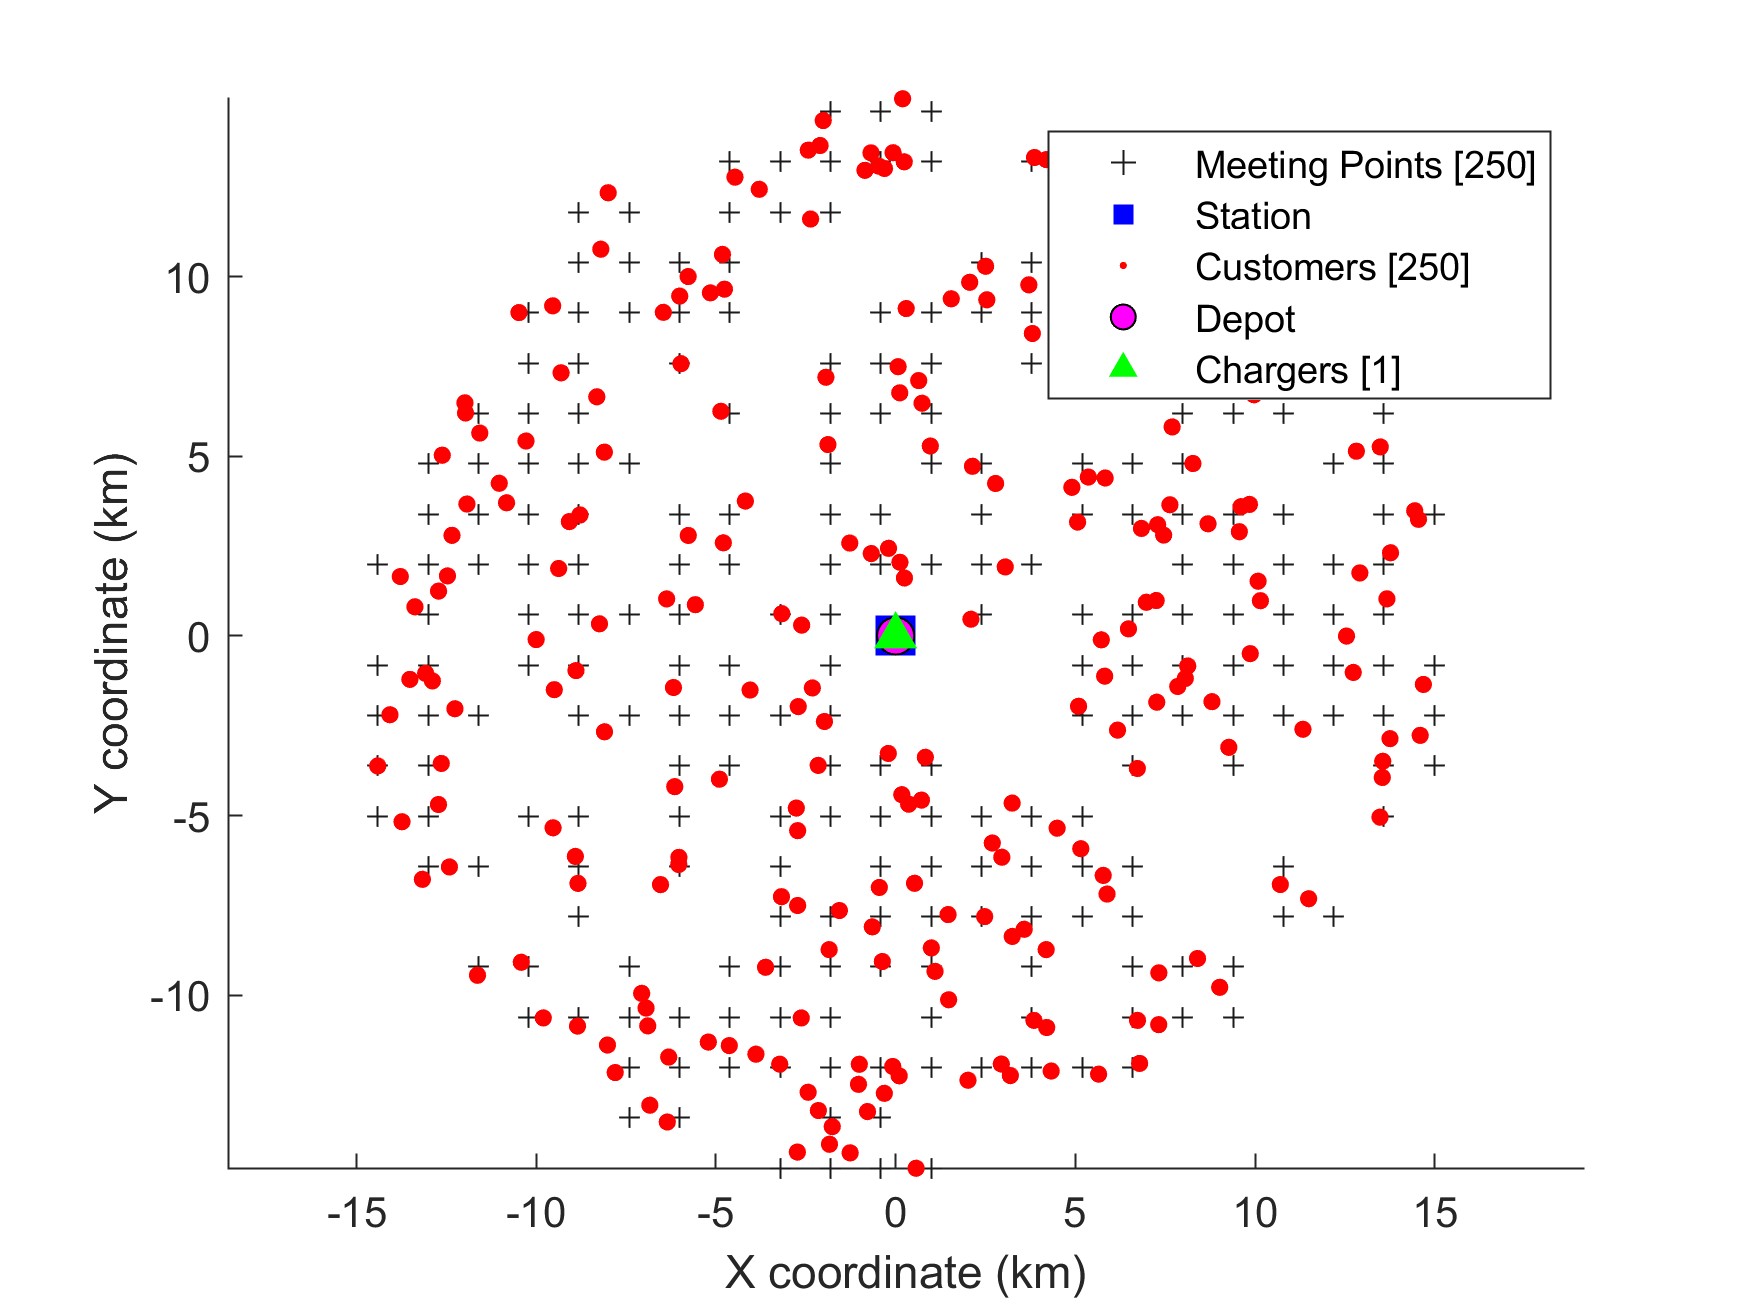 Meeting Points [250]
Station
Customers [250]
Depot
Chargers [1]
10
5
0
-5
-10
Y coordinate (km)
-15
-10
-5
0
5
10
15
X coordinate (km)